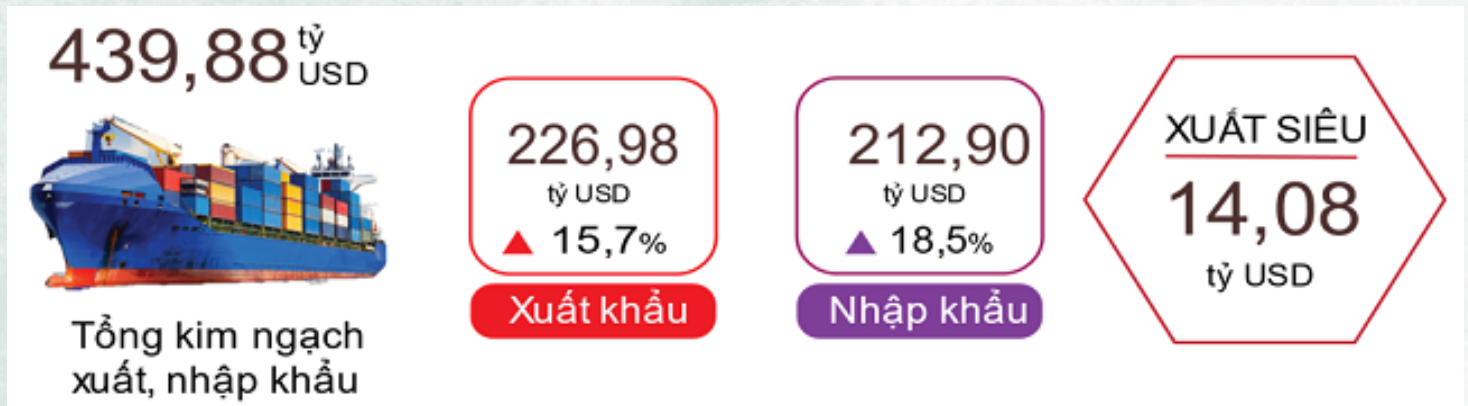 439,88 tỷ USD
Tổng kim ngạch
xuất, nhập khẩu
226,98
tỷ USD
▲ 15,7%
Xuất khẩu
212,90
tỷ USD
▲ 18,5%
Nhập khẩu
XUẤT SIÊU
14,08
tỷ USD